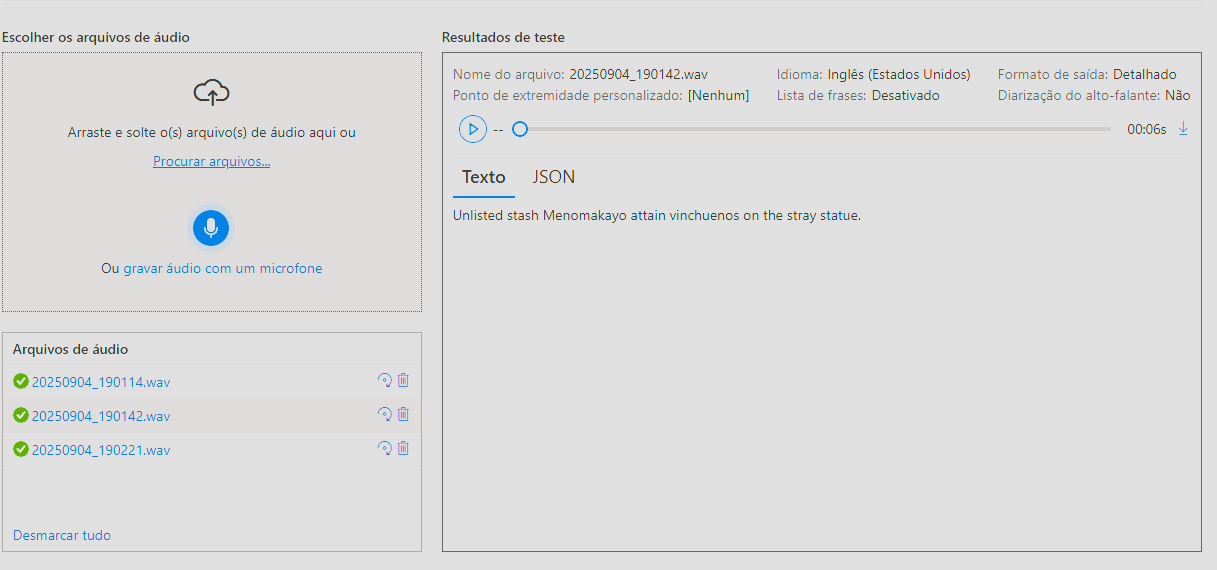 Escolher os arquivos de áudio
Arraste e solte o(s) arquivo(s) de áudio aqui ou
Procurar arquivos...
Ou gravar áudio com um microfone
Arquivos de áudio
20250904_190114.wav
20250904_190142.wav
20250904_190221.wav
Desmarcar tudo
Resultados de teste
Nome do arquivo: 20250904_190142.wav Idioma: Inglês (Estados Unidos) Formato de saída: Detalhado
Ponto de extremidade personalizado: [Nenhum] Lista de frases: Desativado Diarização do alto-falante: Não
-- 00:06s
Texto JSON
Unlisted stash Menomakayo attain vinchuenos on the stray statue.